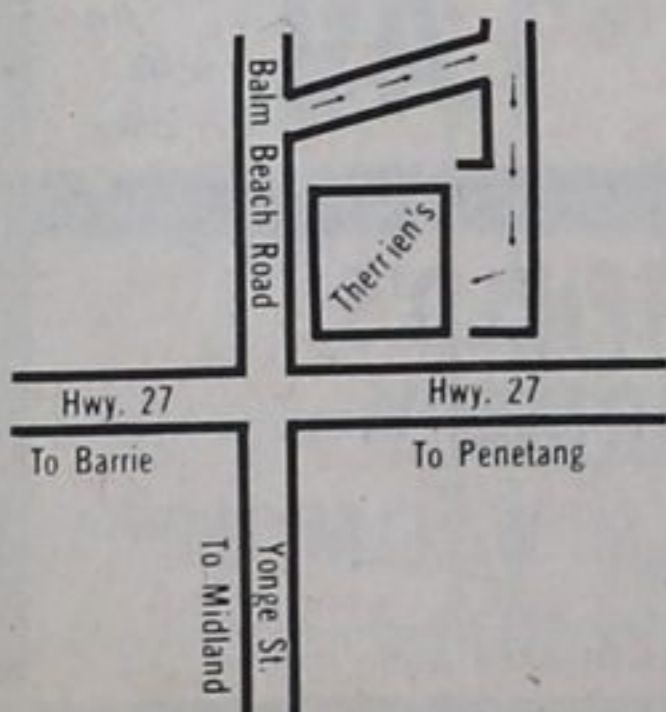 Balm Beach Road
Therrien's
Hwy. 27
Hwy. 27
To Barrie
To Penetang
Yonge St.
To Midland